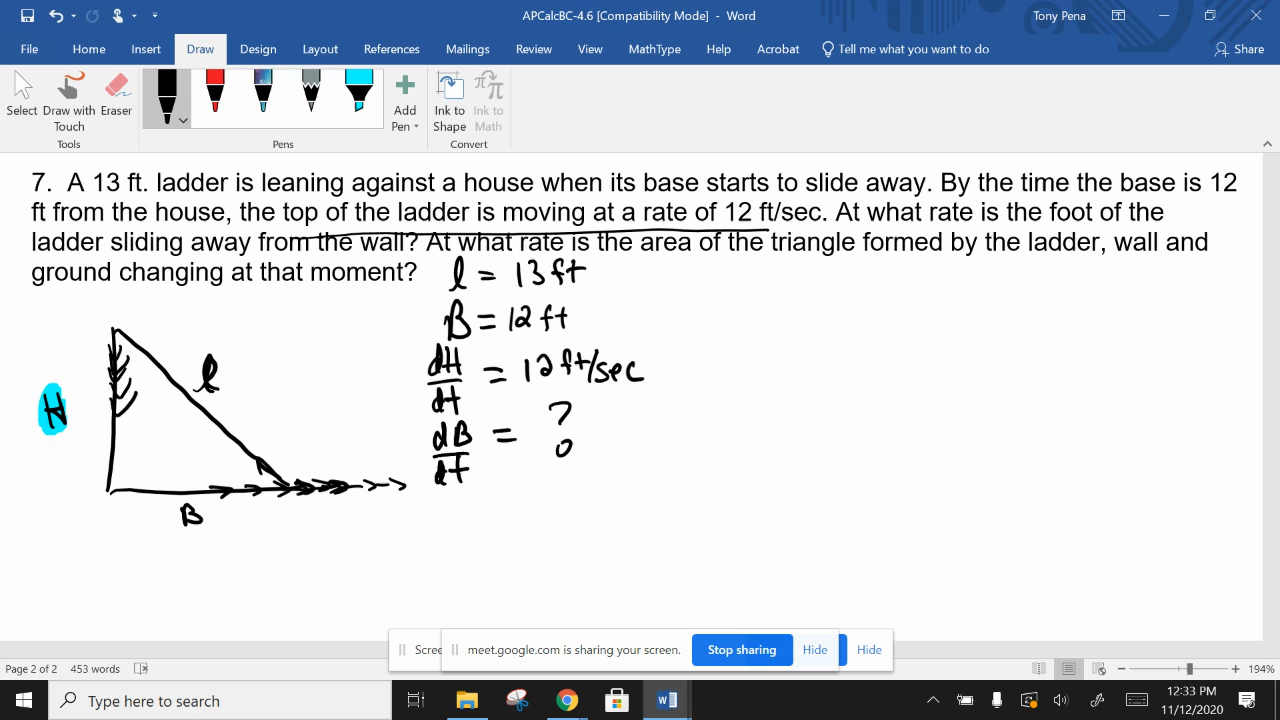 APCalcBC-4.6 [Compatibility Mode] - Word
Tony Pena
File Home Insert Draw Design Layout References Mailings Review View MathType Help Acrobat Tell me what you want to do Share
Select Draw with Touch Eraser Add Pen Ink to Shape Ink to Math
Tools Pens Convert
7. A 13 ft. ladder is leaning against a house when its base starts to slide away. By the time the base is 12
ft from the house, the top of the ladder is moving at a rate of 12 ft/sec. At what rate is the foot of the
ladder sliding away from the wall? At what rate is the area of the triangle formed by the ladder, wall and
ground changing at that moment?
l = 13 ft
B = 12 ft
dH/dt = 12 ft/sec
dB/dt = ?
H
l
B
Scree
meet.google.com is sharing your screen. Stop sharing Hide Hide
Page 2 of 2 453 words 194%
Type here to search
12:33 PM
11/12/2020